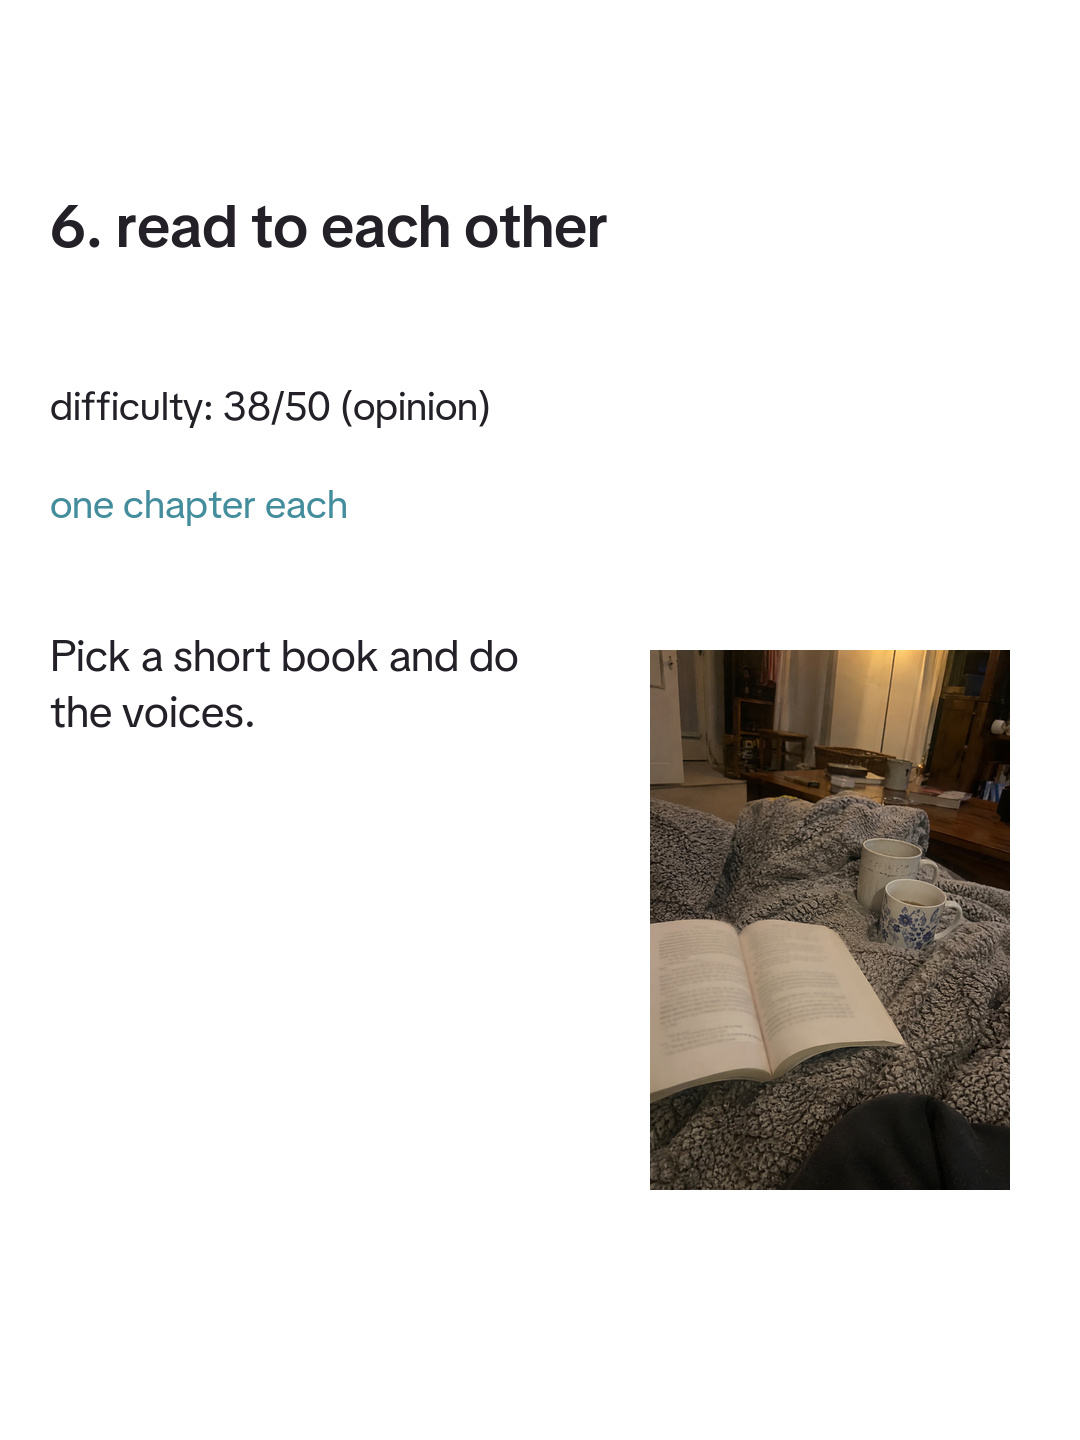 6. read to each other
difficulty: 38/50 (opinion)
one chapter each
Pick a short book and do
the voices.